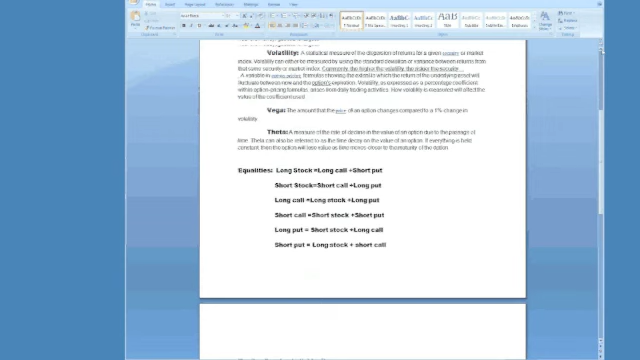 Volatility: A statistical measure of the dispersion of returns for a given security or market
index. Volatility can either be measured by using the standard deviation or variance between returns from
that same security or market index. Commonly, the higher the volatility, the riskier the security.
A variable in option pricing formulas showing the extent to which the return of the underlying asset will
fluctuate between now and the option's expiration. Volatility, as expressed as a percentage coefficient
within option-pricing formulas, arises from daily trading activities. How volatility is measured will affect the
value of the coefficient used.
Vega: The amount that the price of an option changes compared to a 1% change in
volatility.
Theta: A measure of the rate of decline in the value of an option due to the passage of
time. Theta can also be referred to as the time decay on the value of an option. If everything is held
constant, then the option will lose value as time moves closer to the maturity of the option.
Equalities: Long Stock =Long call +Short put
Short Stock=Short call +Long put
Long call =Long stock +Long put
Short call =Short stock +Short put
Long put = Short stock +Long call
Short put = Long stock + short call